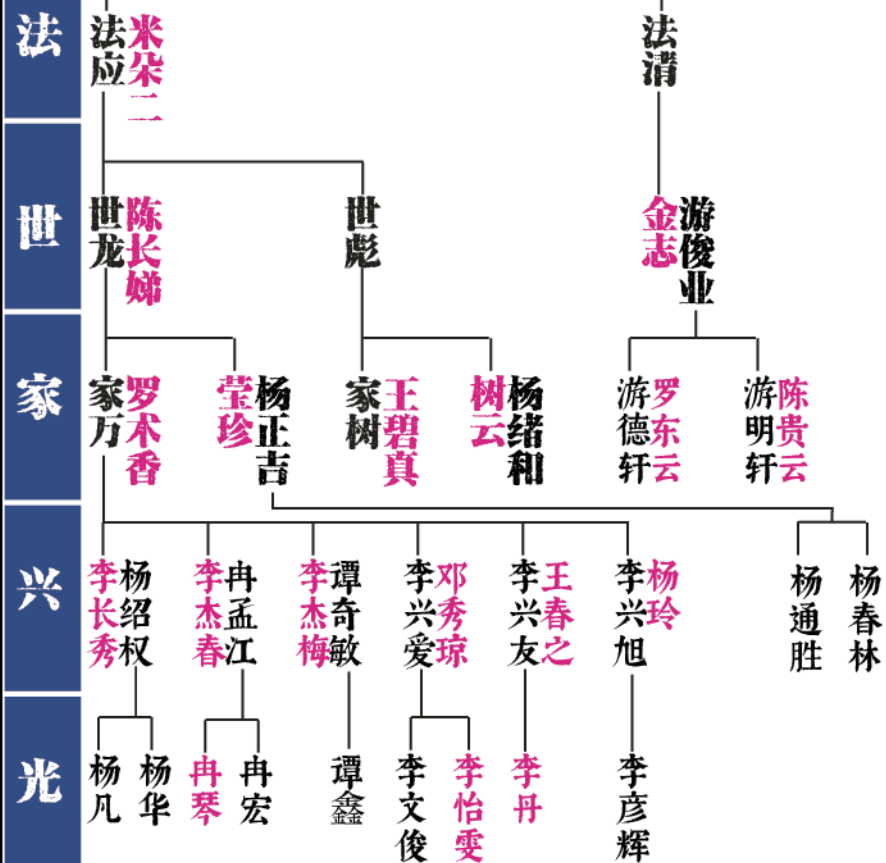 法
法应
米朵二
法清
世
世龙
陈长娣
世彪
金志
游俊业
家
家万
罗术香
莹珍
杨正吉
家树
王碧真
树云
杨绪和
游德轩
罗东云
游明轩
陈贵云
兴
李长秀
杨绍权
李杰春
冉孟江
李杰梅
谭奇敏
李兴爱
邓秀琼
李兴友
王春之
李兴旭
杨玲
杨通胜
杨春林
光
杨凡
杨华
冉琴
冉宏
谭鑫
李文俊
李怡雯
李丹
李彦辉